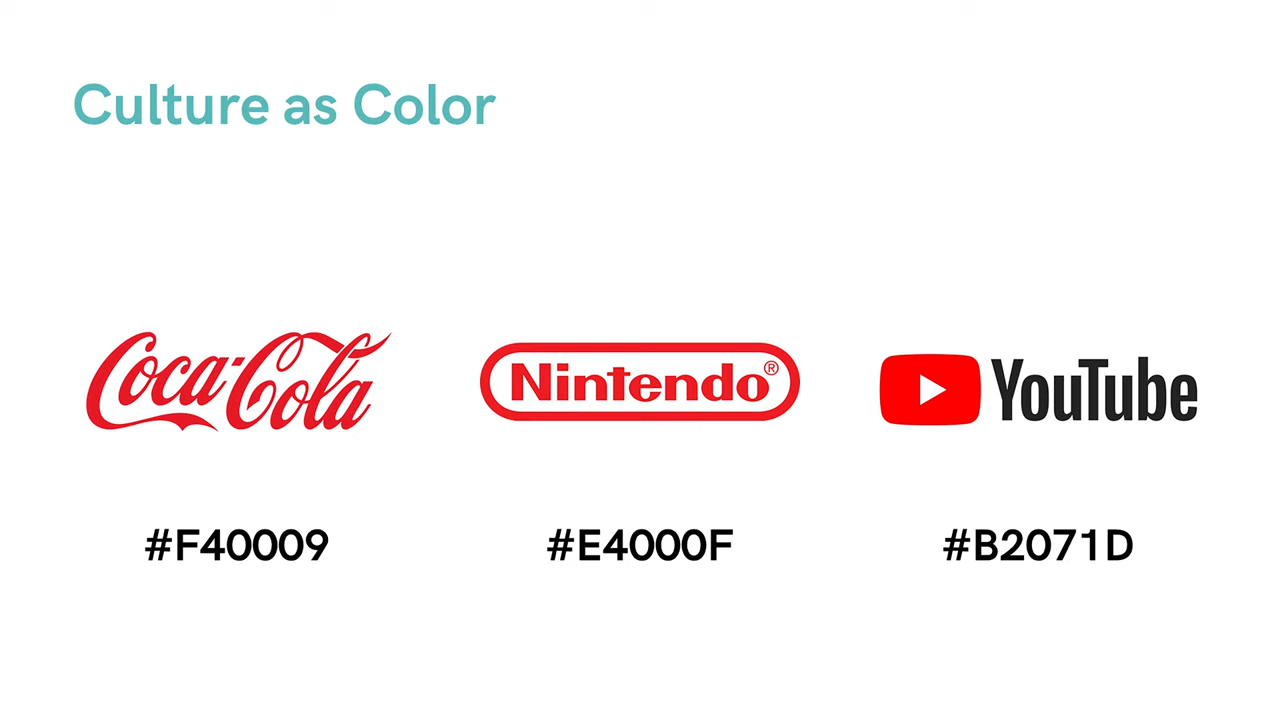 Culture as Color
Coca-Cola
Nintendo®
YouTube
#F40009
#E4000F
#B2071D